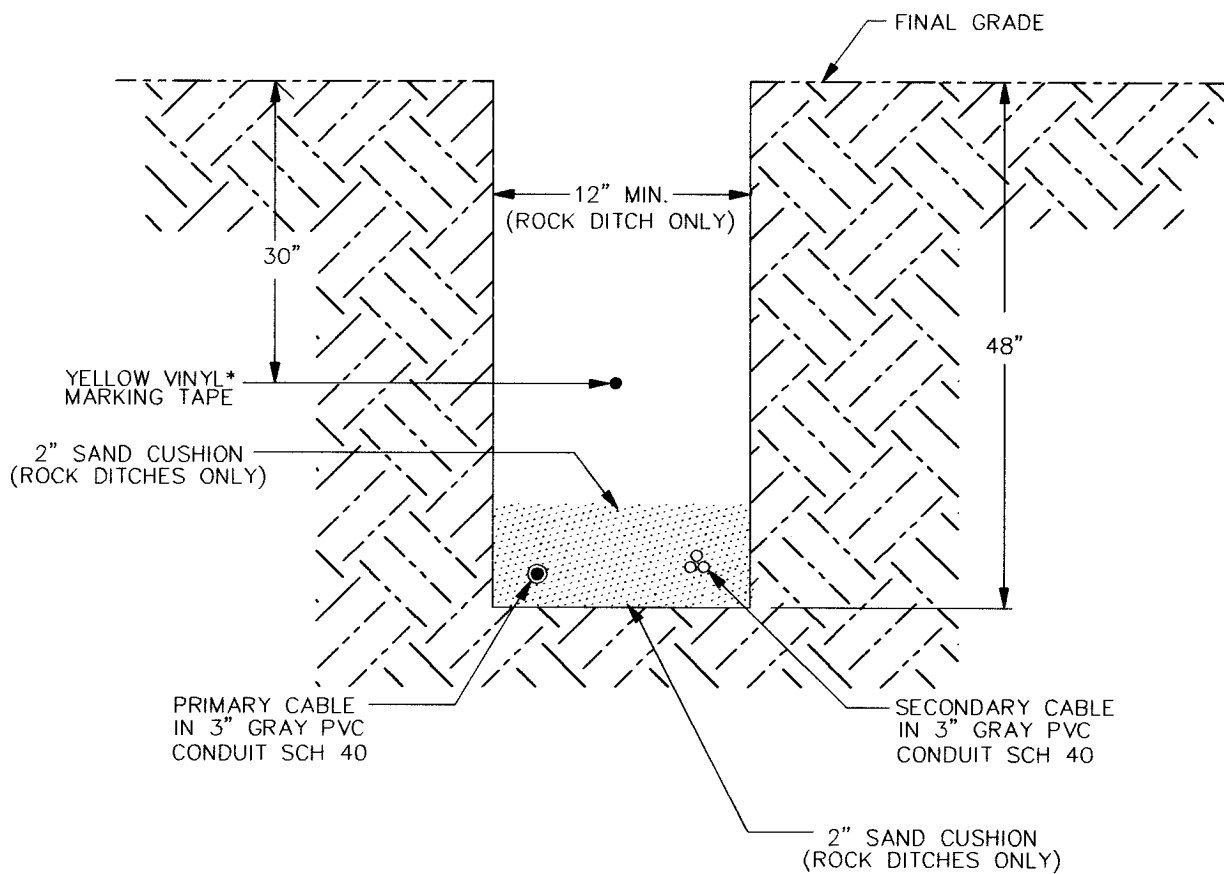 FINAL GRADE
12" MIN.
(ROCK DITCH ONLY)
30"
48"
YELLOW VINYL*
MARKING TAPE
2" SAND CUSHION
(ROCK DITCHES ONLY)
PRIMARY CABLE
IN 3" GRAY PVC
CONDUIT SCH 40
SECONDARY CABLE
IN 3" GRAY PVC
CONDUIT SCH 40
2" SAND CUSHION
(ROCK DITCHES ONLY)